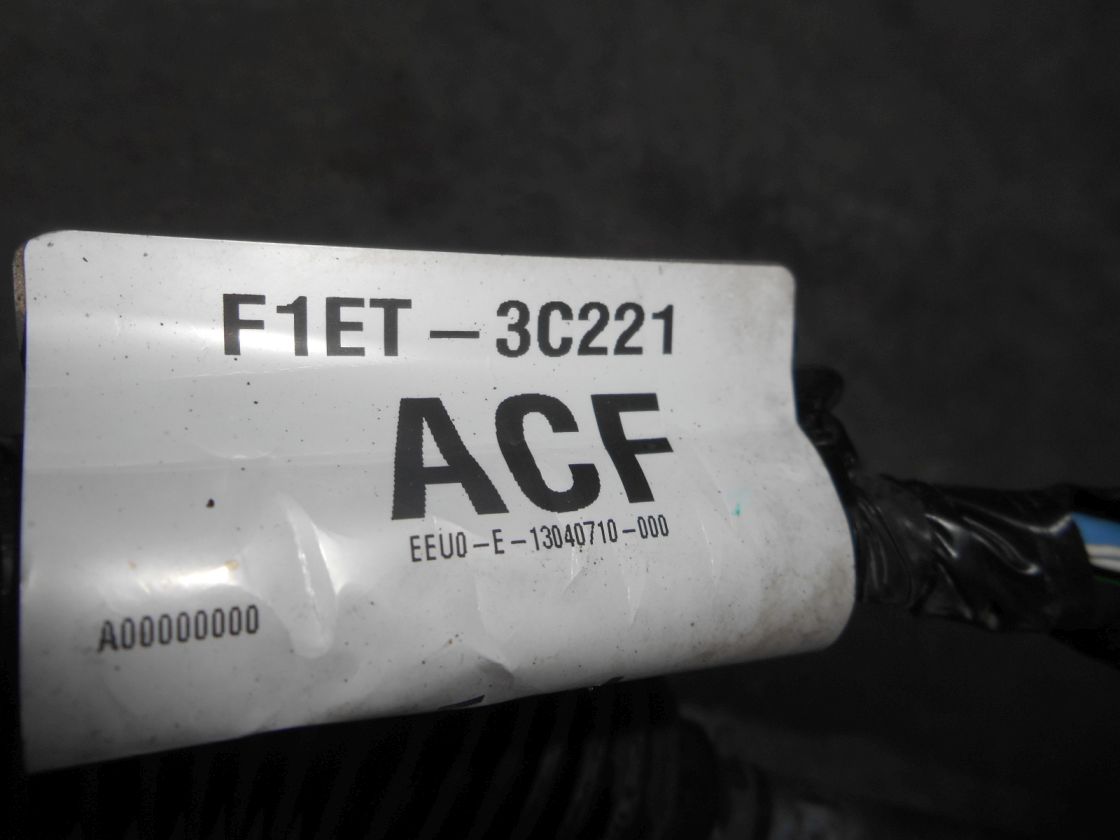 F1ET – 3C221
ACF
EEU0-E-13040710-000
A00000000